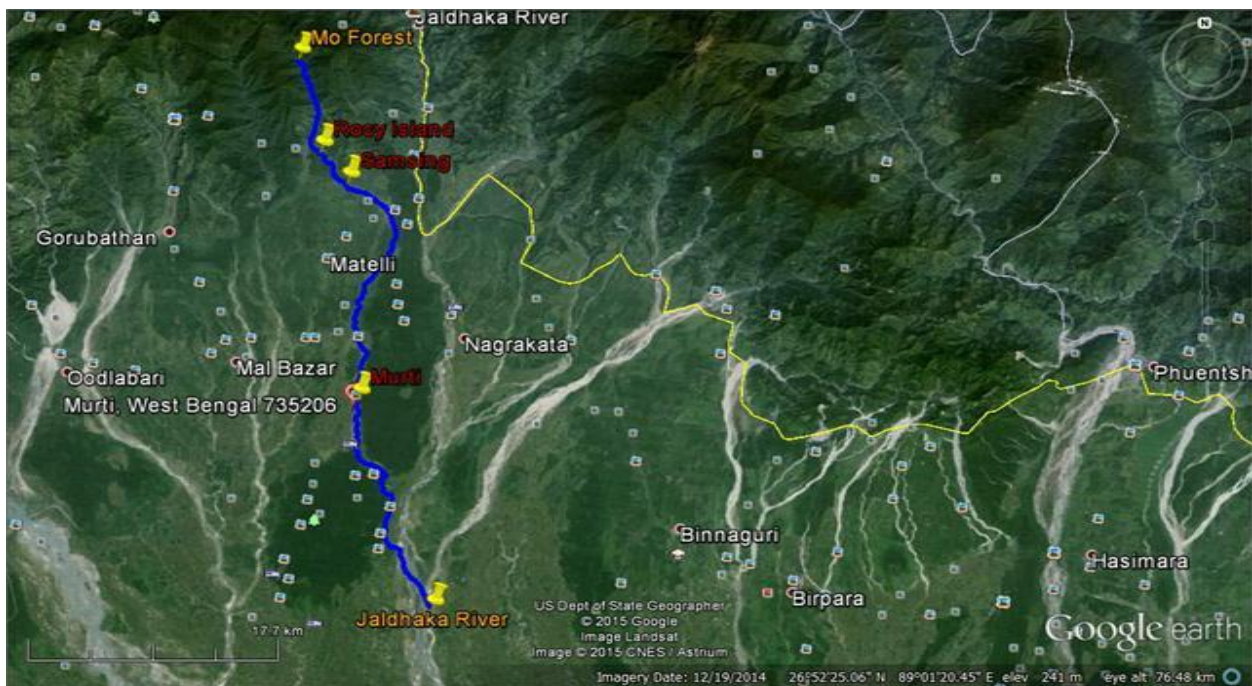 Jaldhaka River
N
Mo Forest
Rocy Island
Samsing
Gorubathan
Matelli
Nagrakata
Mal Bazar
Oodlabari
Murti
Murti, West Bengal 735206
Phuentsh
Binnaguri
Hasimara
Birpara
Jaldhaka River
US Dept of State Geographer
© 2015 Google
Image Landsat
Image © 2015 CNES / Astrium
Google earth
17.7 km
Imagery Date: 12/19/2014 26°52'25.06" N 89°01'20.45" E elev 241 m eye alt: 76.48 km